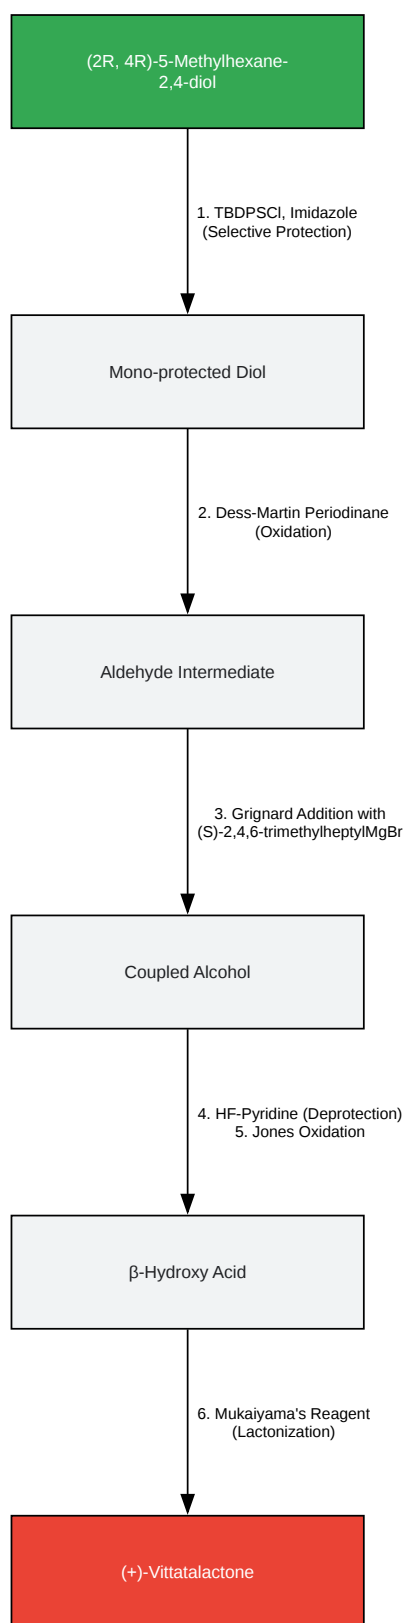 (2R, 4R)-5-Methylhexane-
2,4-diol
1. TBDPSCl, Imidazole
(Selective Protection)
Mono-protected Diol
2. Dess-Martin Periodinane
(Oxidation)
Aldehyde Intermediate
3. Grignard Addition with
(S)-2,4,6-trimethylheptylMgBr
Coupled Alcohol
4. HF-Pyridine (Deprotection)
5. Jones Oxidation
β-Hydroxy Acid
6. Mukaiyama's Reagent
(Lactonization)
(+)-Vittatalactone